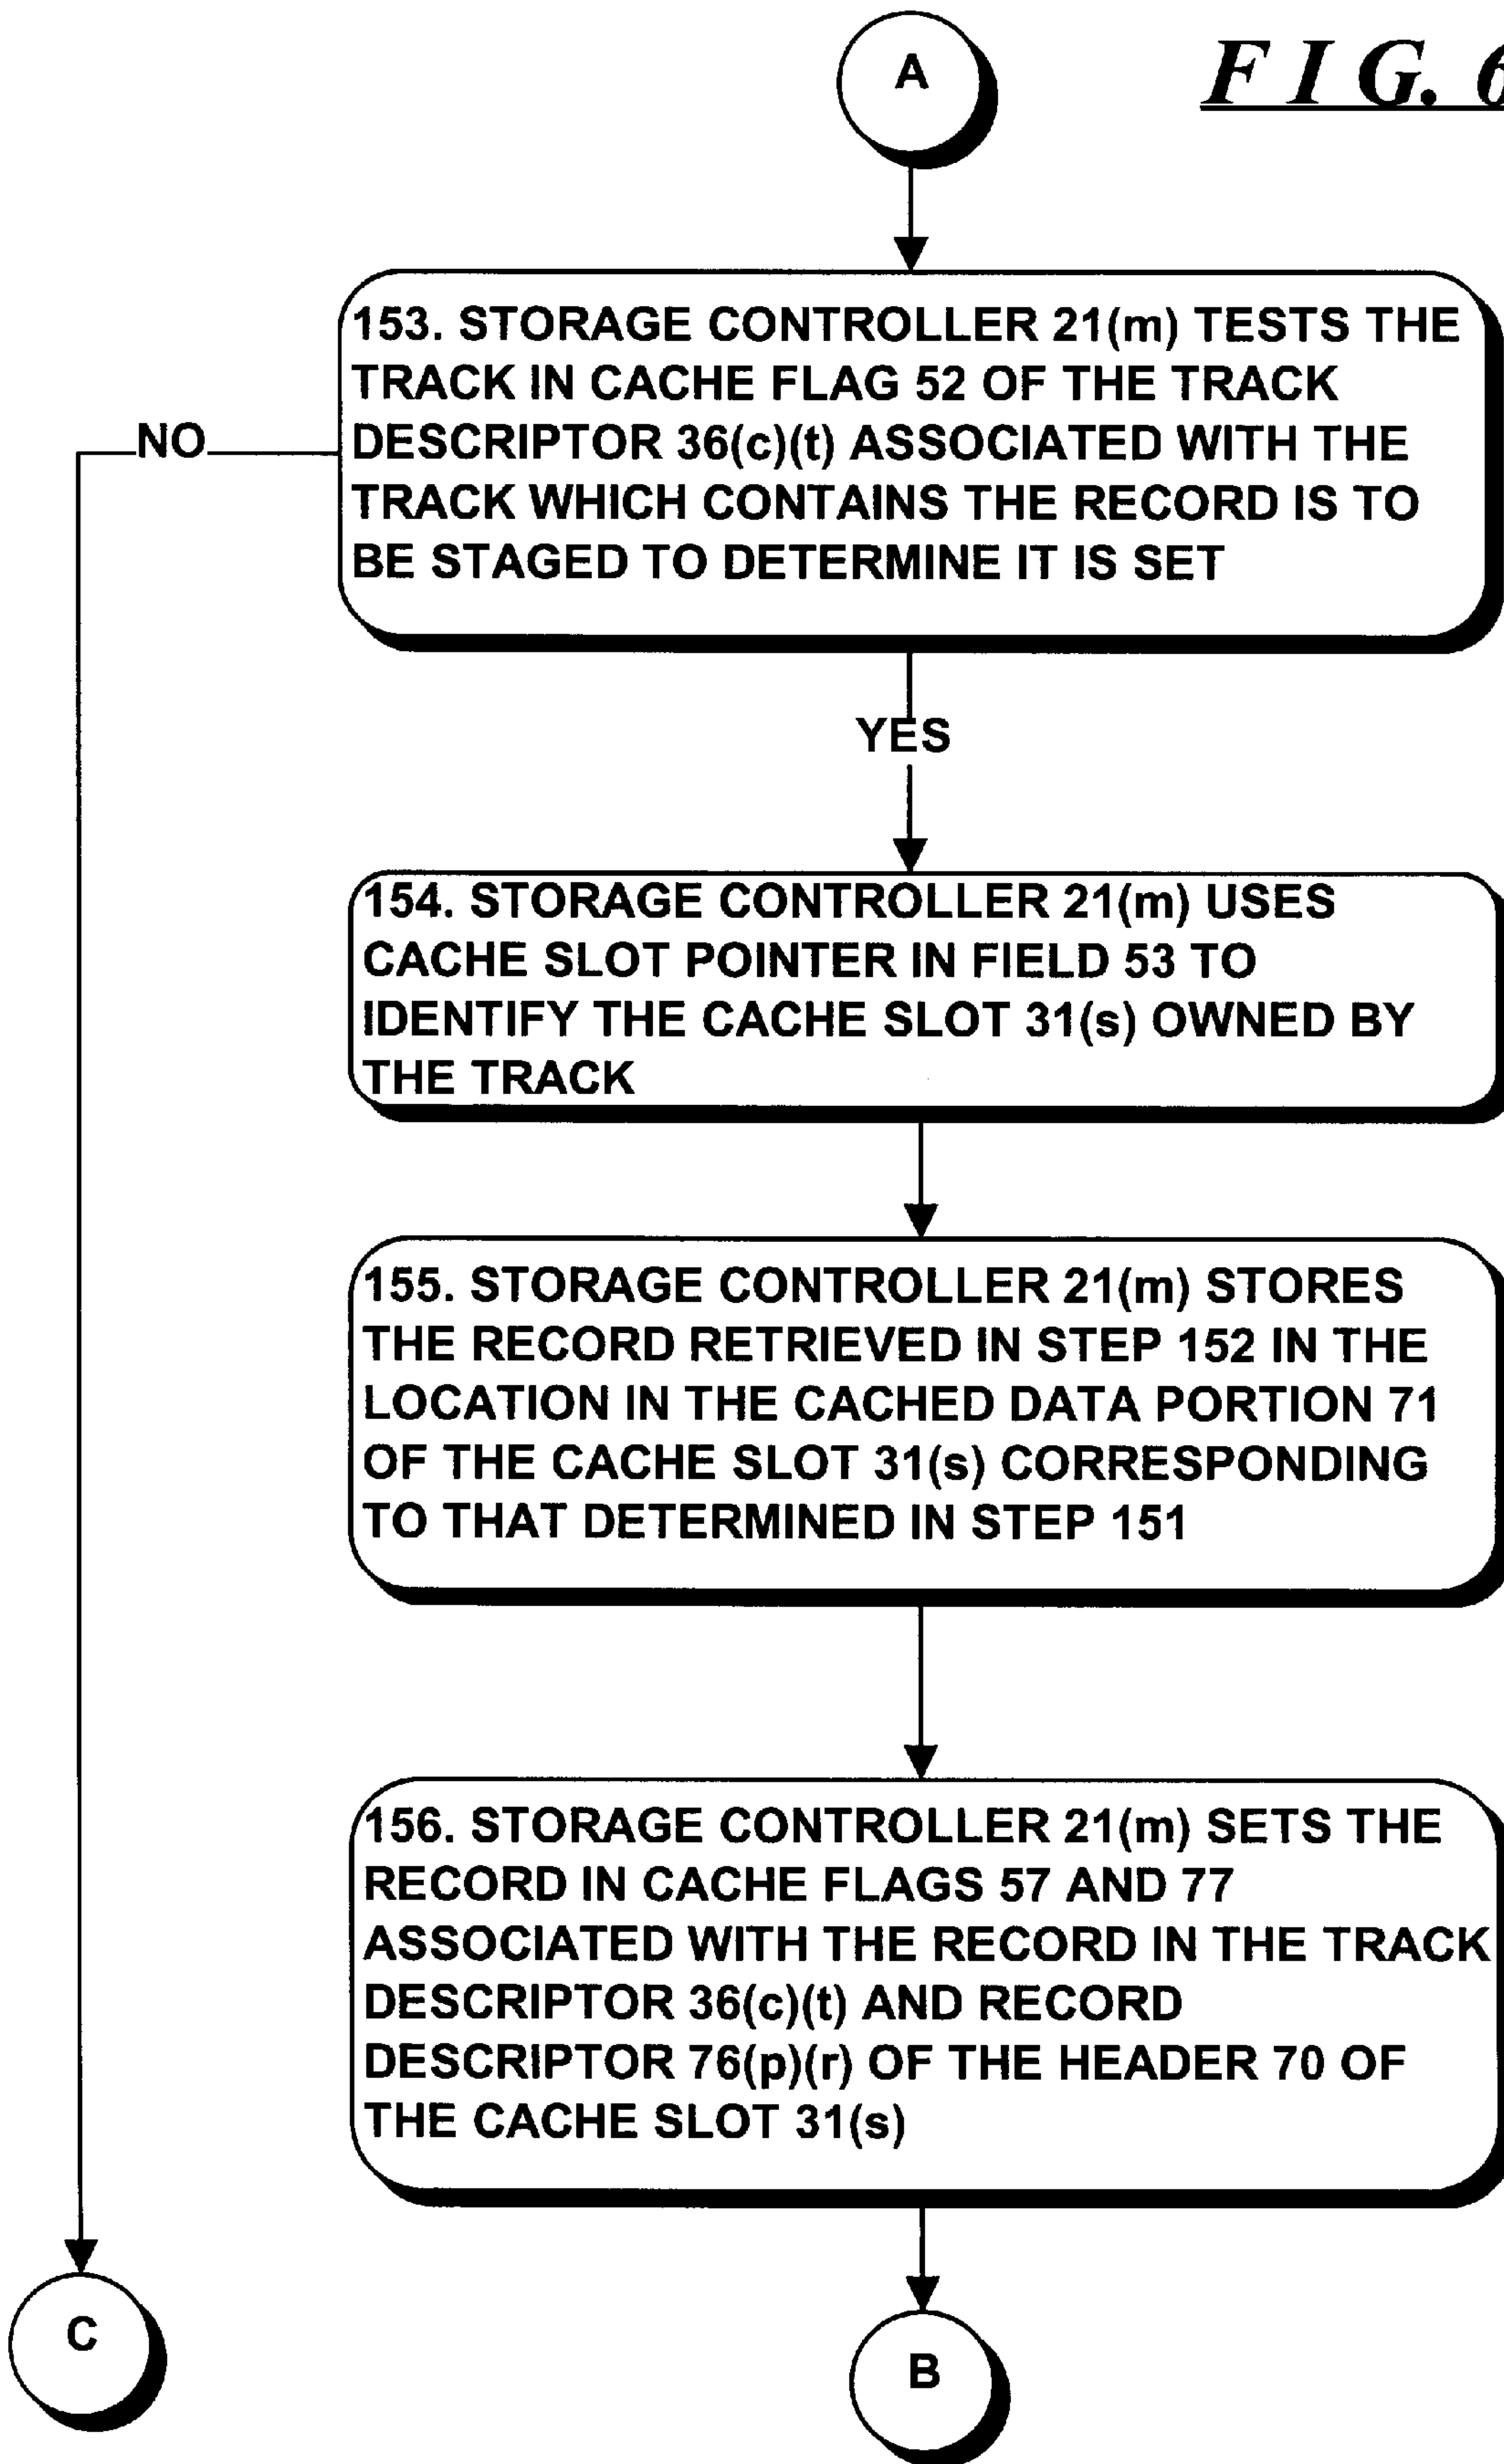 A
F I G. 6
153. STORAGE CONTROLLER 21(m) TESTS THE
TRACK IN CACHE FLAG 52 OF THE TRACK
DESCRIPTOR 36(c)(t) ASSOCIATED WITH THE
TRACK WHICH CONTAINS THE RECORD IS TO
BE STAGED TO DETERMINE IT IS SET
NO
YES
154. STORAGE CONTROLLER 21(m) USES
CACHE SLOT POINTER IN FIELD 53 TO
IDENTIFY THE CACHE SLOT 31(s) OWNED BY
THE TRACK
155. STORAGE CONTROLLER 21(m) STORES
THE RECORD RETRIEVED IN STEP 152 IN THE
LOCATION IN THE CACHED DATA PORTION 71
OF THE CACHE SLOT 31(s) CORRESPONDING
TO THAT DETERMINED IN STEP 151
156. STORAGE CONTROLLER 21(m) SETS THE
RECORD IN CACHE FLAGS 57 AND 77
ASSOCIATED WITH THE RECORD IN THE TRACK
DESCRIPTOR 36(c)(t) AND RECORD
DESCRIPTOR 76(p)(r) OF THE HEADER 70 OF
THE CACHE SLOT 31(s)
C
B